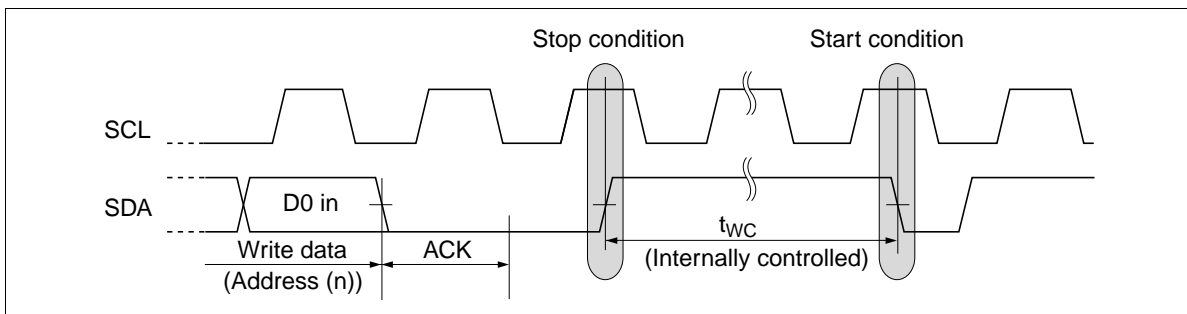 Stop condition
Start condition
SCL
SDA
D0 in
Write data
(Address (n))
ACK
tWC
(Internally controlled)